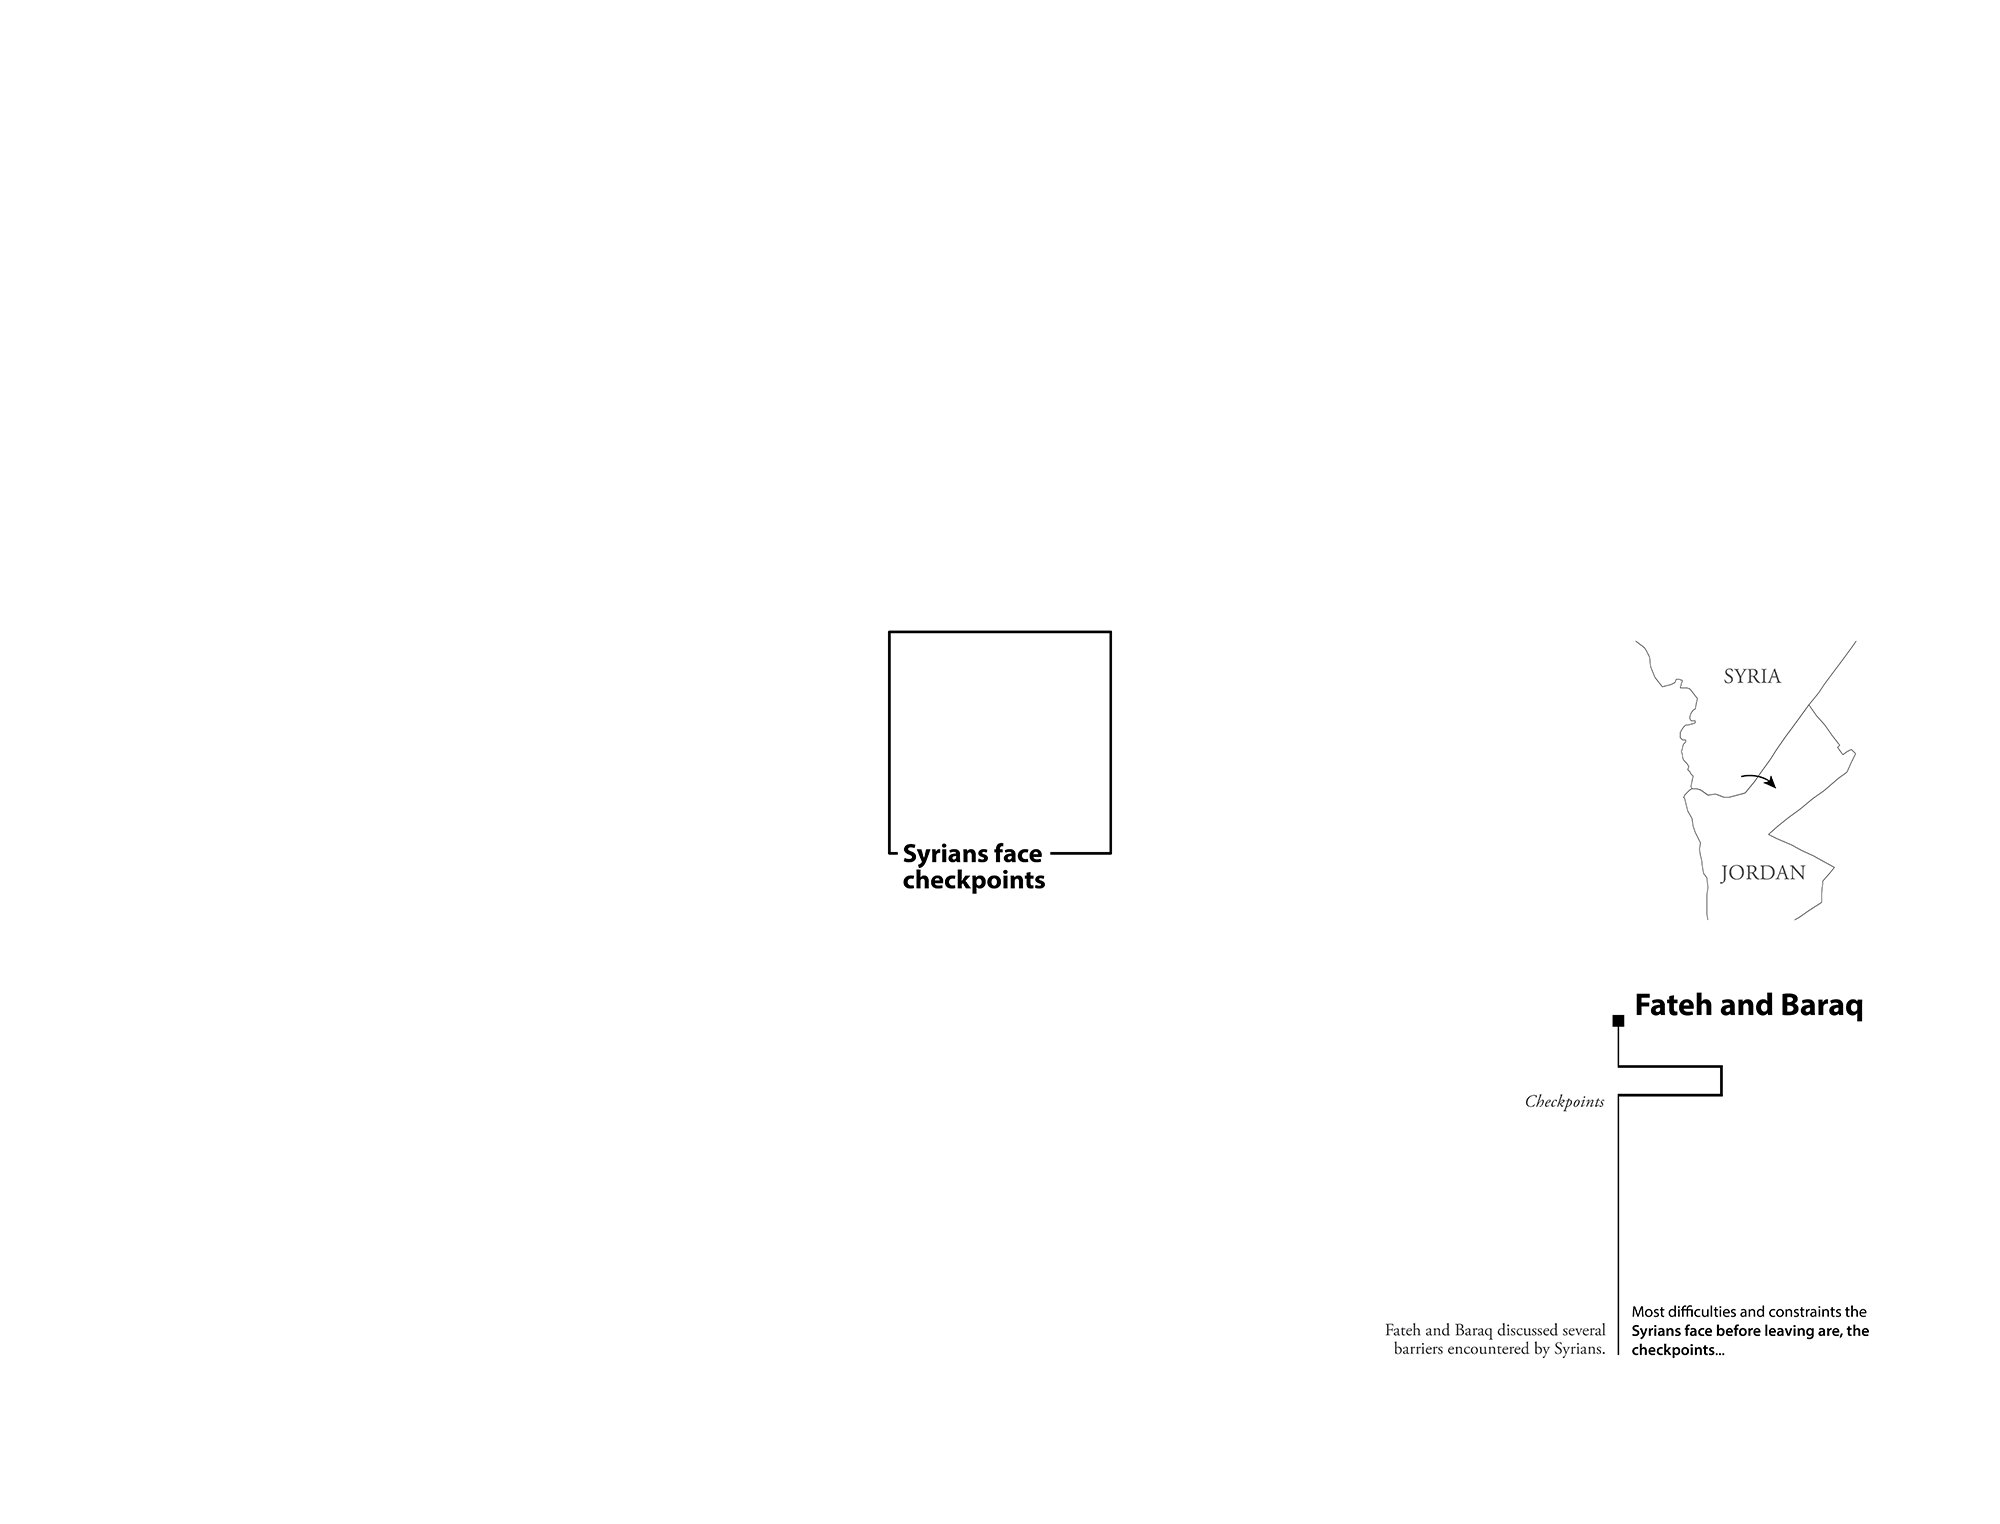 Syrians face
checkpoints
SYRIA
JORDAN
Fateh and Baraq
Checkpoints
Fateh and Baraq discussed several
barriers encountered by Syrians.
Most difficulties and constraints the
Syrians face before leaving are, the
checkpoints...